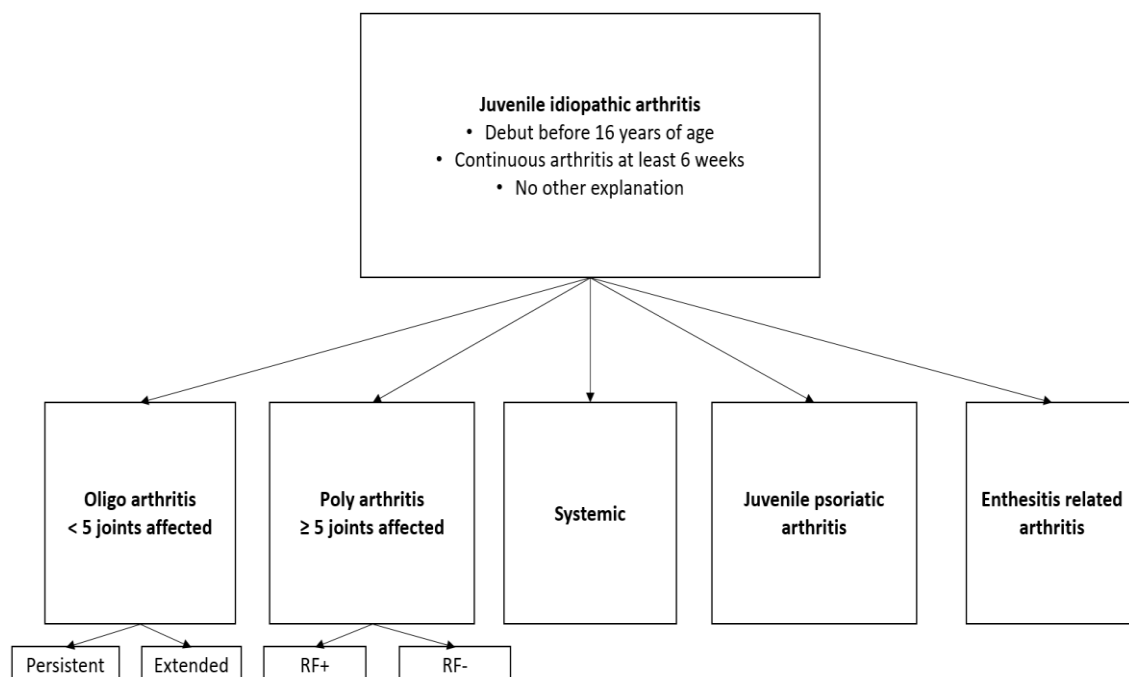 Juvenile idiopathic arthritis
• Debut before 16 years of age
• Continuous arthritis at least 6 weeks
• No other explanation
Oligo arthritis
< 5 joints affected
Poly arthritis
≥ 5 joints affected
Systemic
Juvenile psoriatic
arthritis
Enthesitis related
arthritis
Persistent
Extended
RF+
RF-